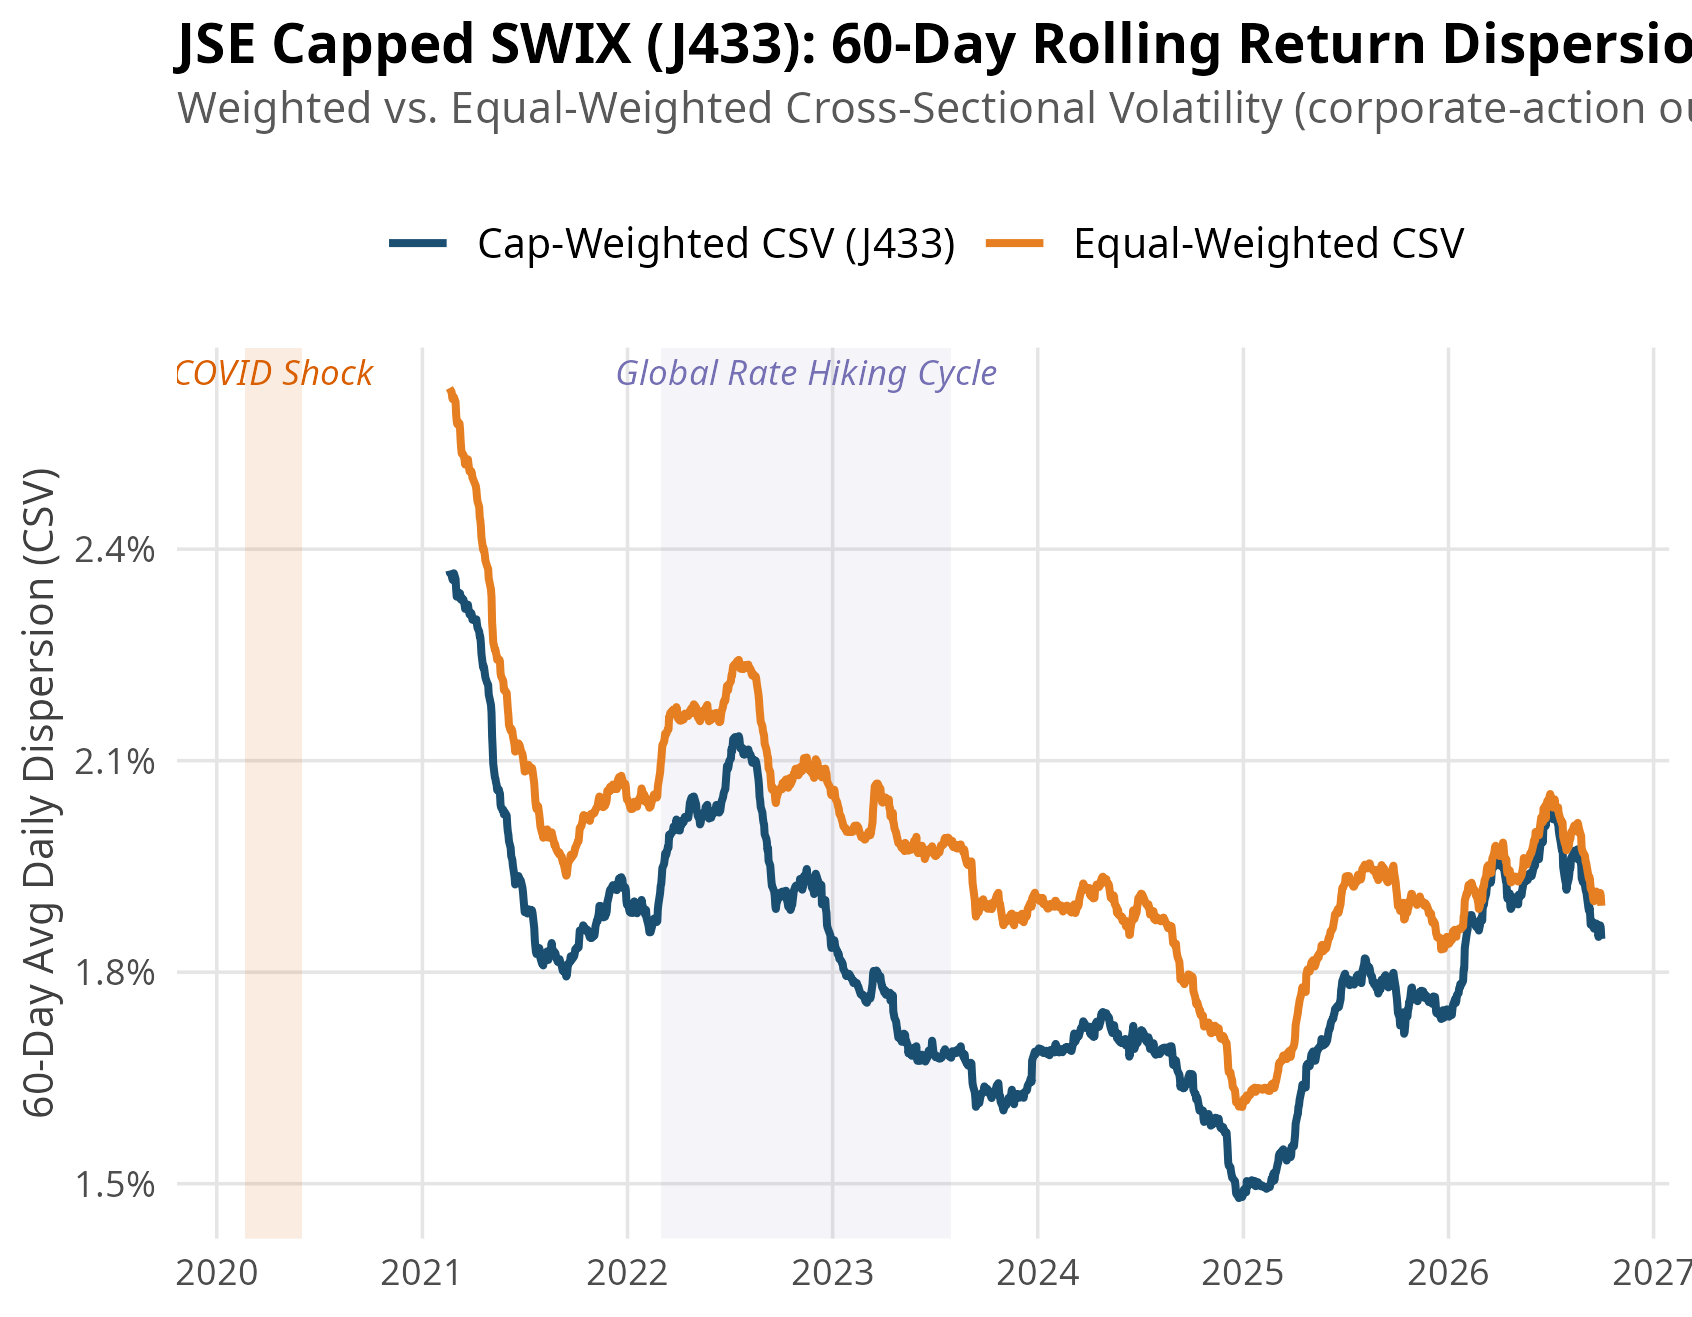 JSE Capped SWIX (J433): 60-Day Rolling Return Dispersio
Weighted vs. Equal-Weighted Cross-Sectional Volatility (corporate-action ou
Cap-Weighted CSV (J433) Equal-Weighted CSV
COVID Shock Global Rate Hiking Cycle
60-Day Avg Daily Dispersion (CSV)
2.4%
2.1%
1.8%
1.5%
2020 2021 2022 2023 2024 2025 2026 2027